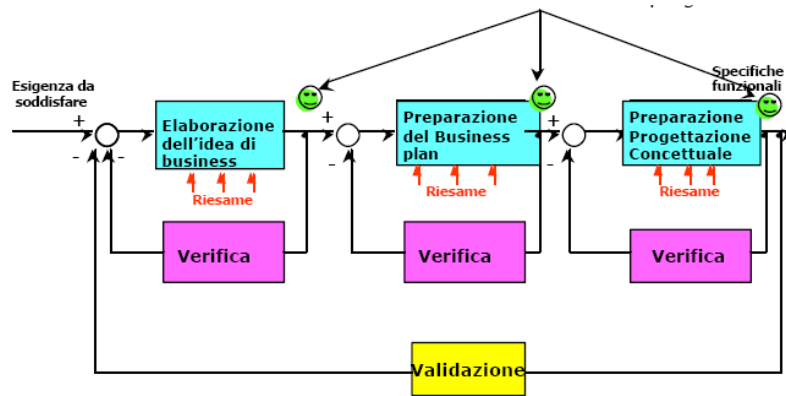 Esigenza da
soddisfare
Specifiche
funzionali
+
-
-
Elaborazione
dell'idea di
business
Riesame
Verifica
+
-
Preparazione
del Business
plan
Riesame
Verifica
+
-
Preparazione
Progettazione
Concettuale
Riesame
Verifica
Validazione